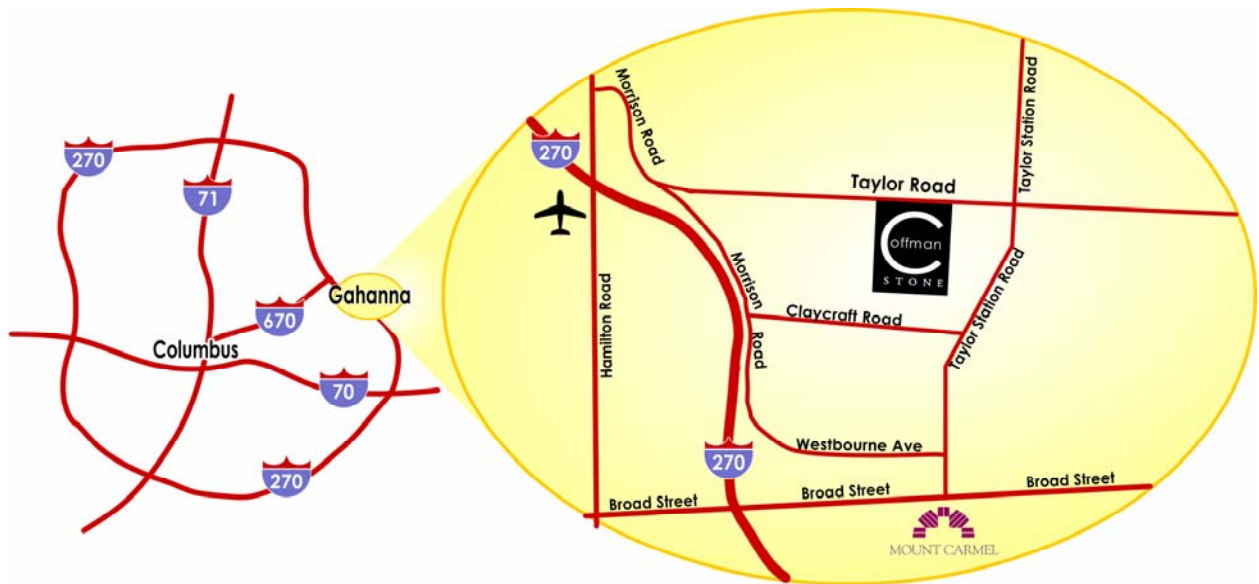 270
71
Gahanna
670
Columbus
70
270
270
Morrison Road
Taylor Station Road
Taylor Road
Coffman
STONE
Hamilton Road
Morrison
Road
Claycraft Road
Taylor Station Road
Westbourne Ave
270
Broad Street
Broad Street
Broad Street
MOUNT CARMEL